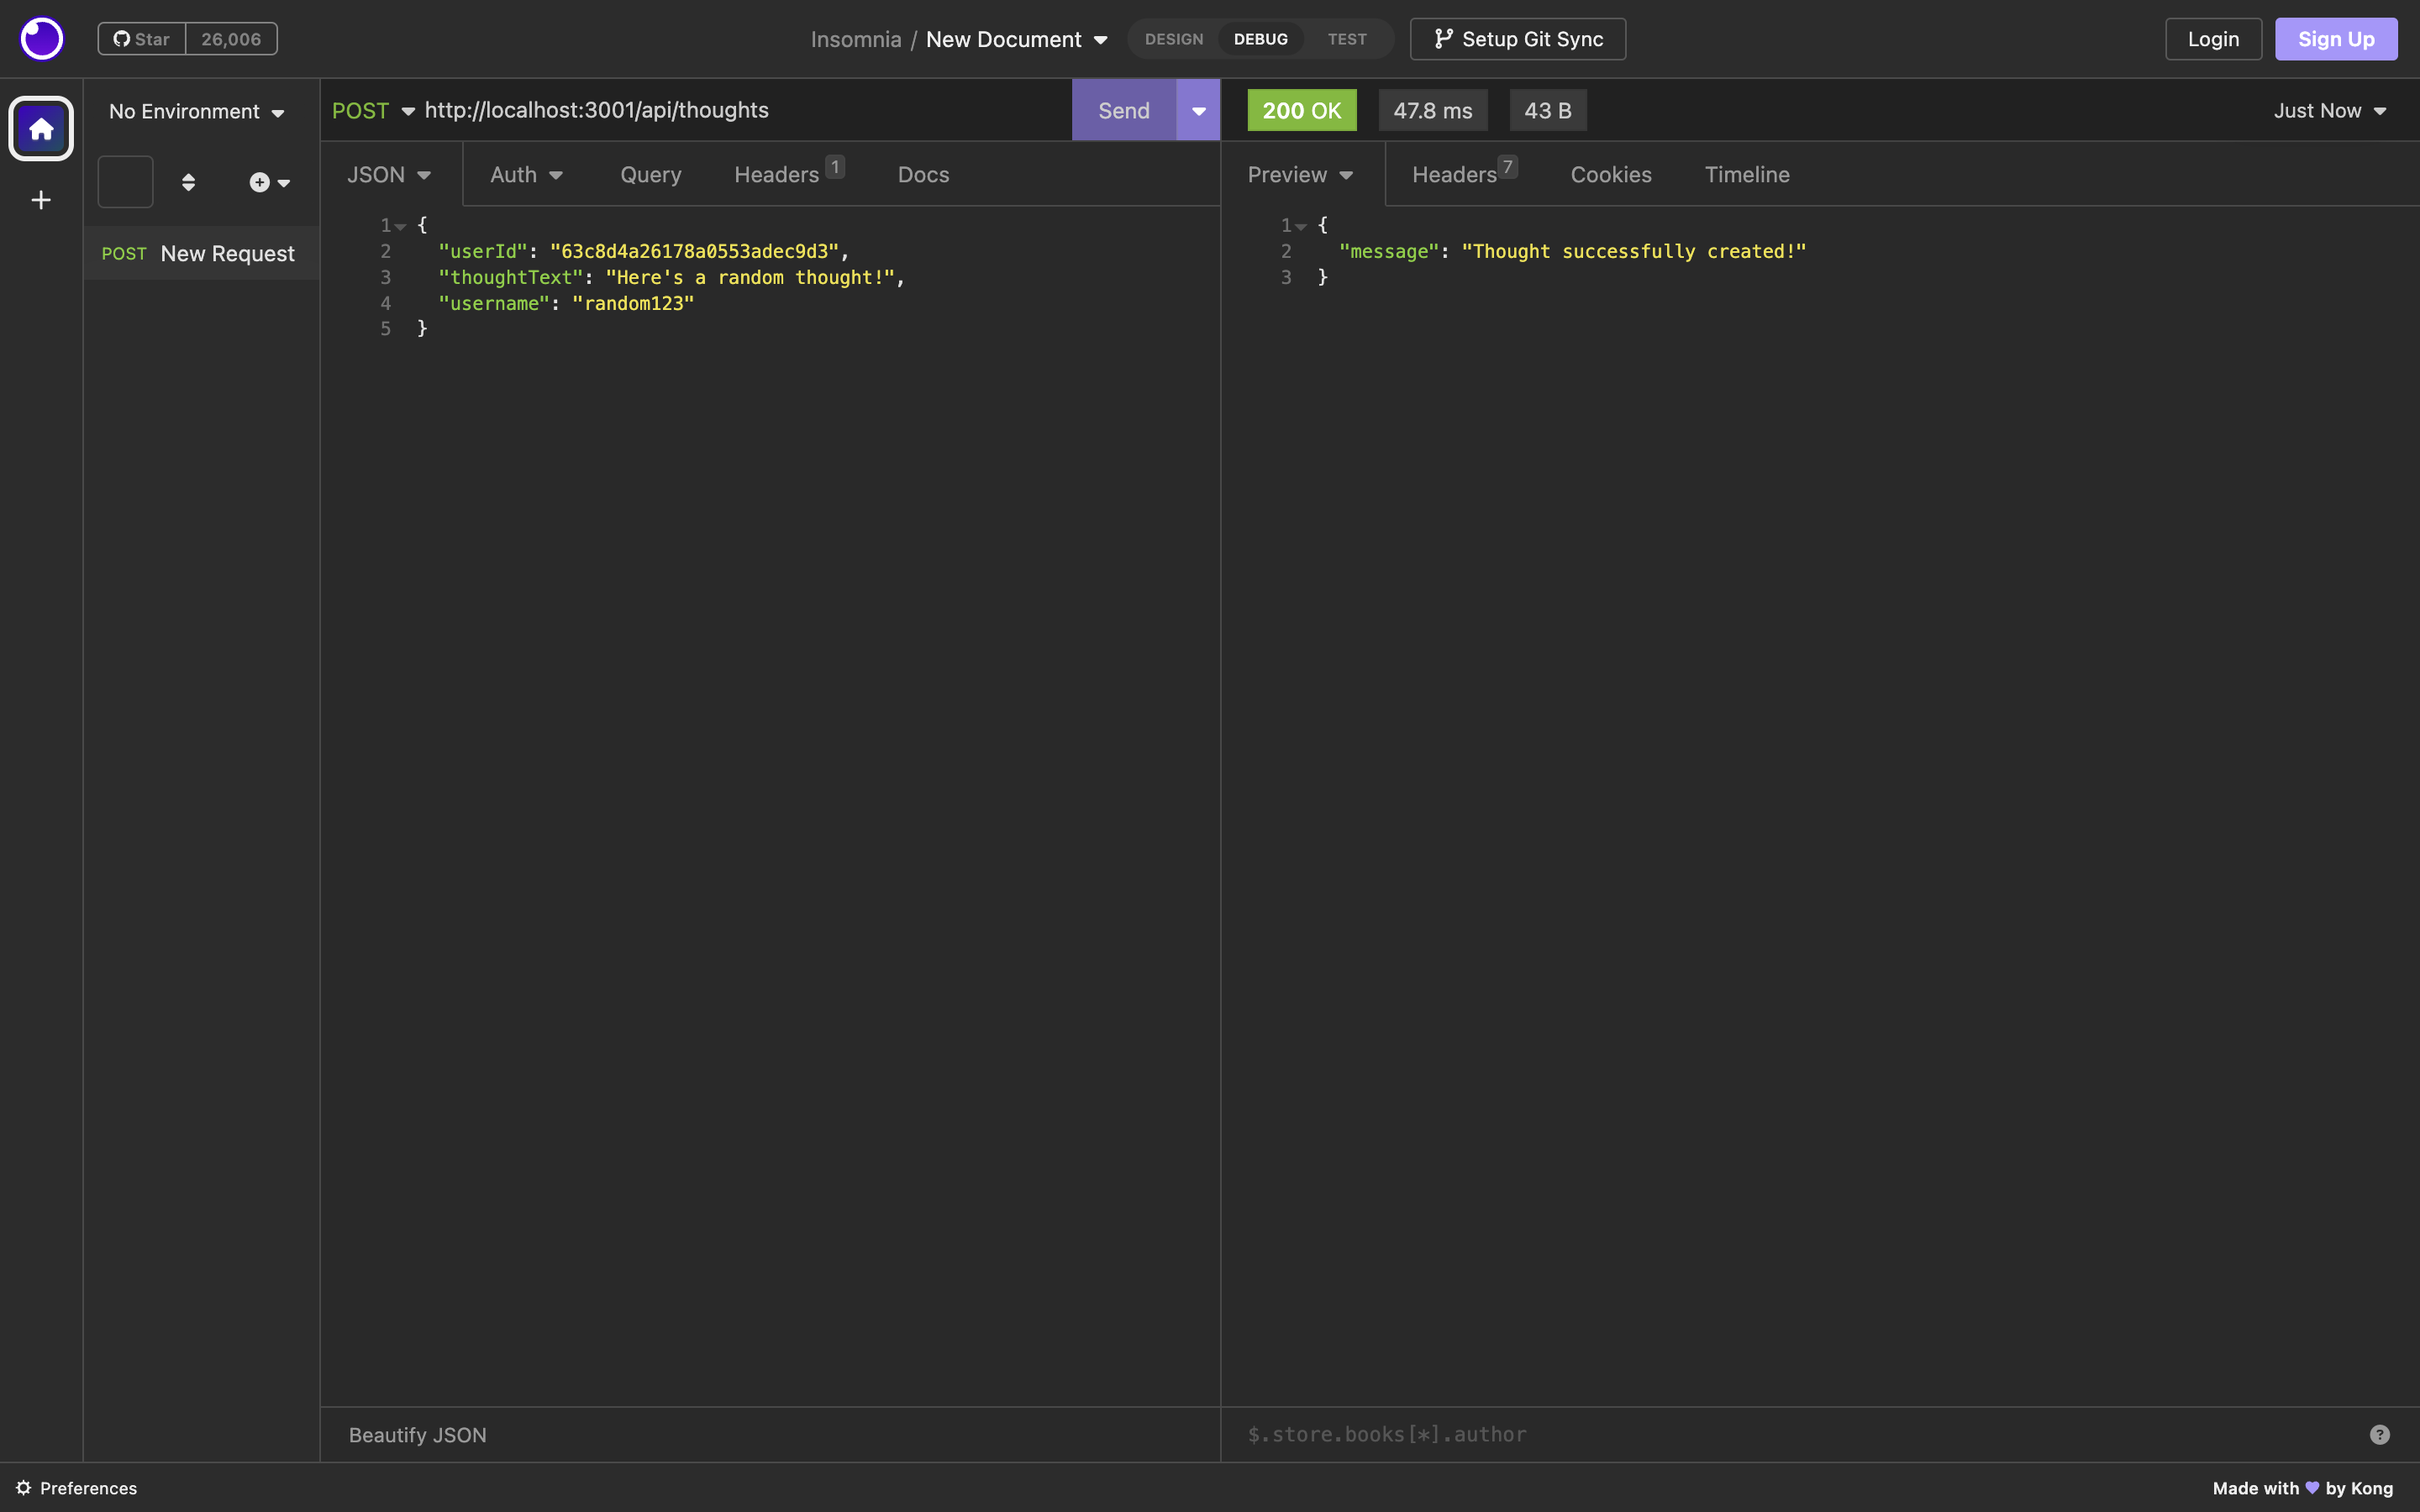 Star 26,006
Insomnia / New Document
DESIGN DEBUG TEST
Setup Git Sync
Login
Sign Up
No Environment
POST New Request
POST http://localhost:3001/api/thoughts
Send
JSON Auth Query Headers 1 Docs
1 {
2 "userId": "63c8d4a26178a0553adec9d3",
3 "thoughtText": "Here's a random thought!",
4 "username": "random123"
5 }
Beautify JSON
200 OK 47.8 ms 43 B
Just Now
Preview Headers 7 Cookies Timeline
1 {
2 "message": "Thought successfully created!"
3 }
$.store.books[*].author
?
Preferences
Made with 💜 by Kong